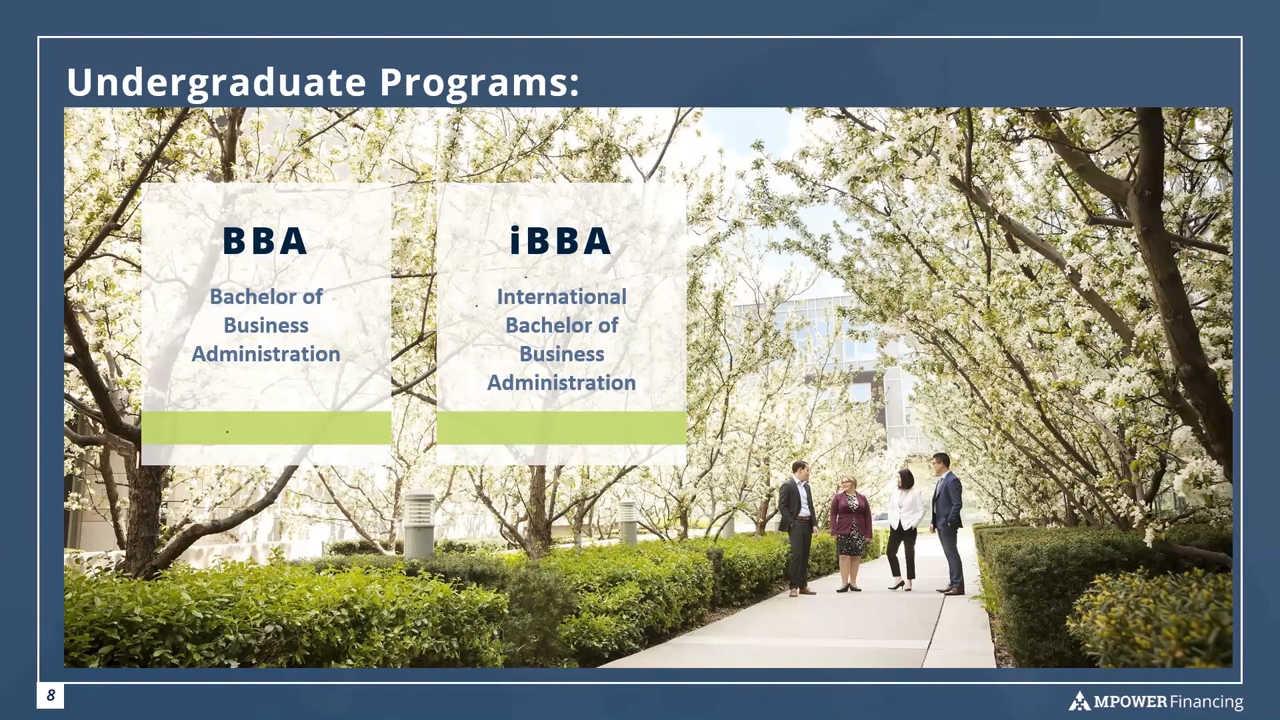 Undergraduate Programs:
BBA
Bachelor of
Business
Administration
iBBA
International
Bachelor of
Business
Administration
8
MPOWER Financing